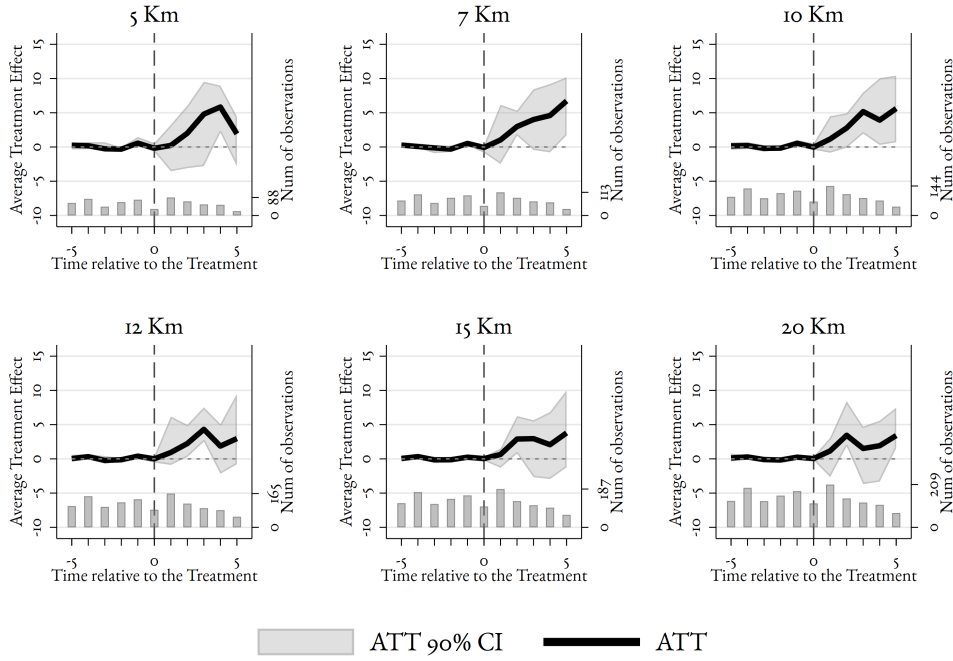 5 Km
Average Treatment Effect
15
10
5
0
-5
-10
-5
0
5
Time relative to the Treatment
0
88
Num of observations
7 Km
Average Treatment Effect
15
10
5
0
-5
-10
-5
0
5
Time relative to the Treatment
0
113
Num of observations
10 Km
Average Treatment Effect
15
10
5
0
-5
-10
-5
0
5
Time relative to the Treatment
0
144
Num of observations
12 Km
Average Treatment Effect
15
10
5
0
-5
-10
-5
0
5
Time relative to the Treatment
0
165
Num of observations
15 Km
Average Treatment Effect
15
10
5
0
-5
-10
-5
0
5
Time relative to the Treatment
0
187
Num of observations
20 Km
Average Treatment Effect
15
10
5
0
-5
-10
-5
0
5
Time relative to the Treatment
0
209
Num of observations
ATT 90% CI
ATT